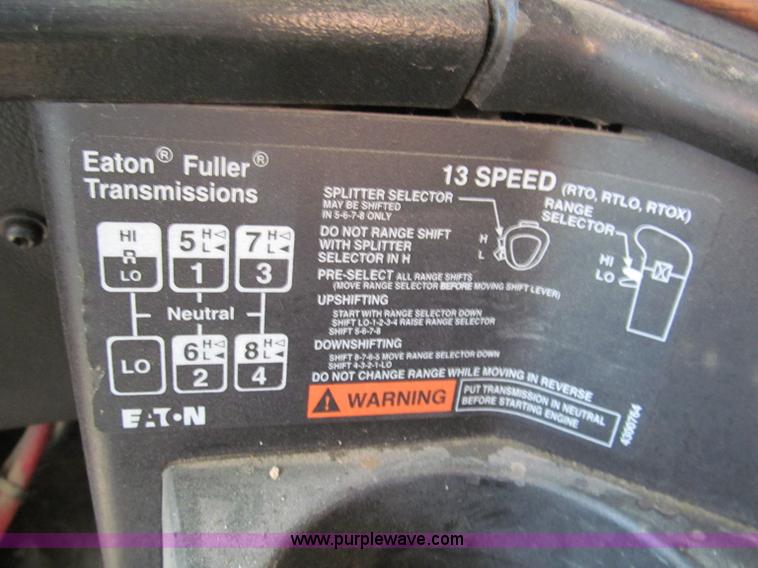 Eaton® Fuller®
Transmissions
13 SPEED (RTO, RTLO, RTOX)
SPLITTER SELECTOR
MAY BE SHIFTED
IN 5-6-7-8 ONLY
H
L
RANGE
SELECTOR
HI
LO
DO NOT RANGE SHIFT
WITH SPLITTER
SELECTOR IN H
PRE-SELECT ALL RANGE SHIFTS
(MOVE RANGE SELECTOR BEFORE MOVING SHIFT LEVER)
UPSHIFTING
START WITH RANGE SELECTOR DOWN
SHIFT LO-1-2-3-4 RAISE RANGE SELECTOR
SHIFT 5-6-7-8
DOWNSHIFTING
SHIFT 8-7-6-5 MOVE RANGE SELECTOR DOWN
SHIFT 4-3-2-1-LO
DO NOT CHANGE RANGE WHILE MOVING IN REVERSE
WARNING
PUT TRANSMISSION IN NEUTRAL
BEFORE STARTING ENGINE
4300764
HI
R
LO
5 H L
1
7 H L
3
Neutral
LO
6 H L
2
8 H L
4
EATON
www.purplewave.com